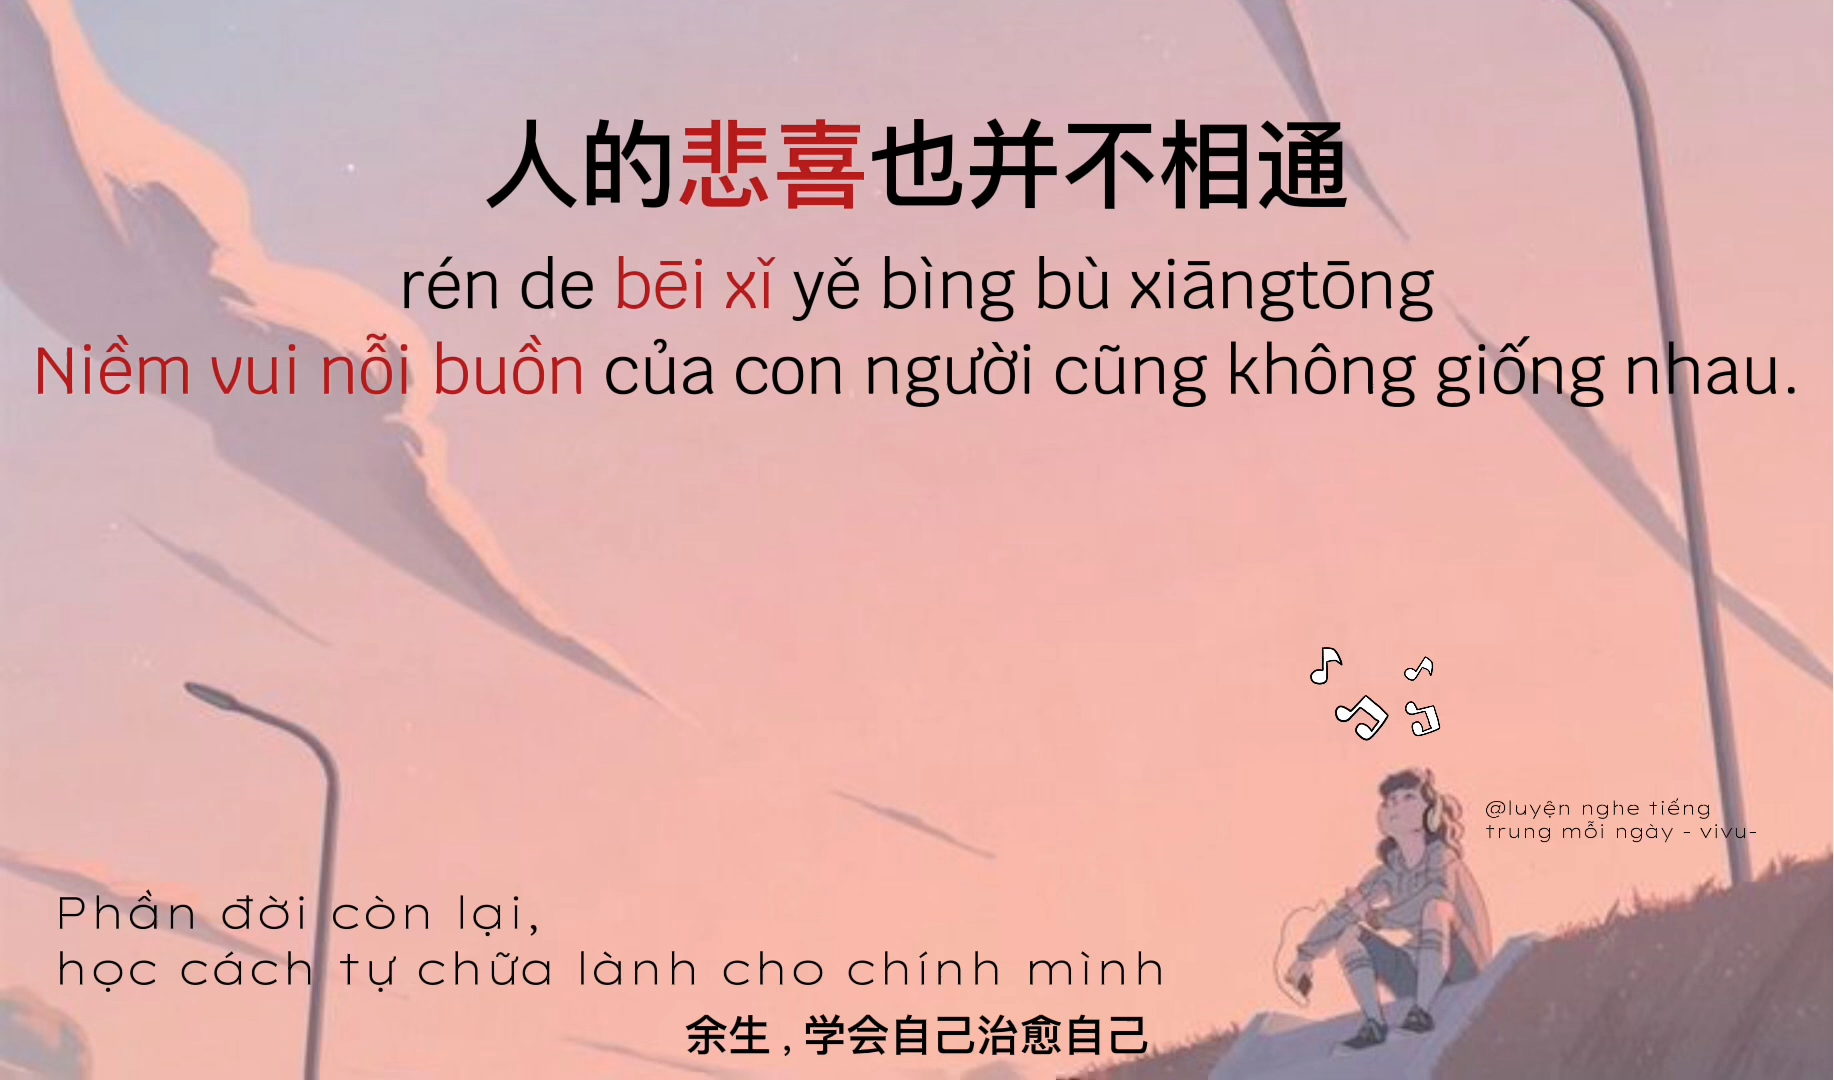 人的悲喜也并不相通
rén de bēi xǐ yě bìng bù xiāngtōng
Niềm vui nỗi buồn của con người cũng không giống nhau.
@luyện nghe tiếng
trung mỗi ngày - vivu-
Phần đời còn lại,
học cách tự chữa lành cho chính mình
余生 , 学会自己治愈自己